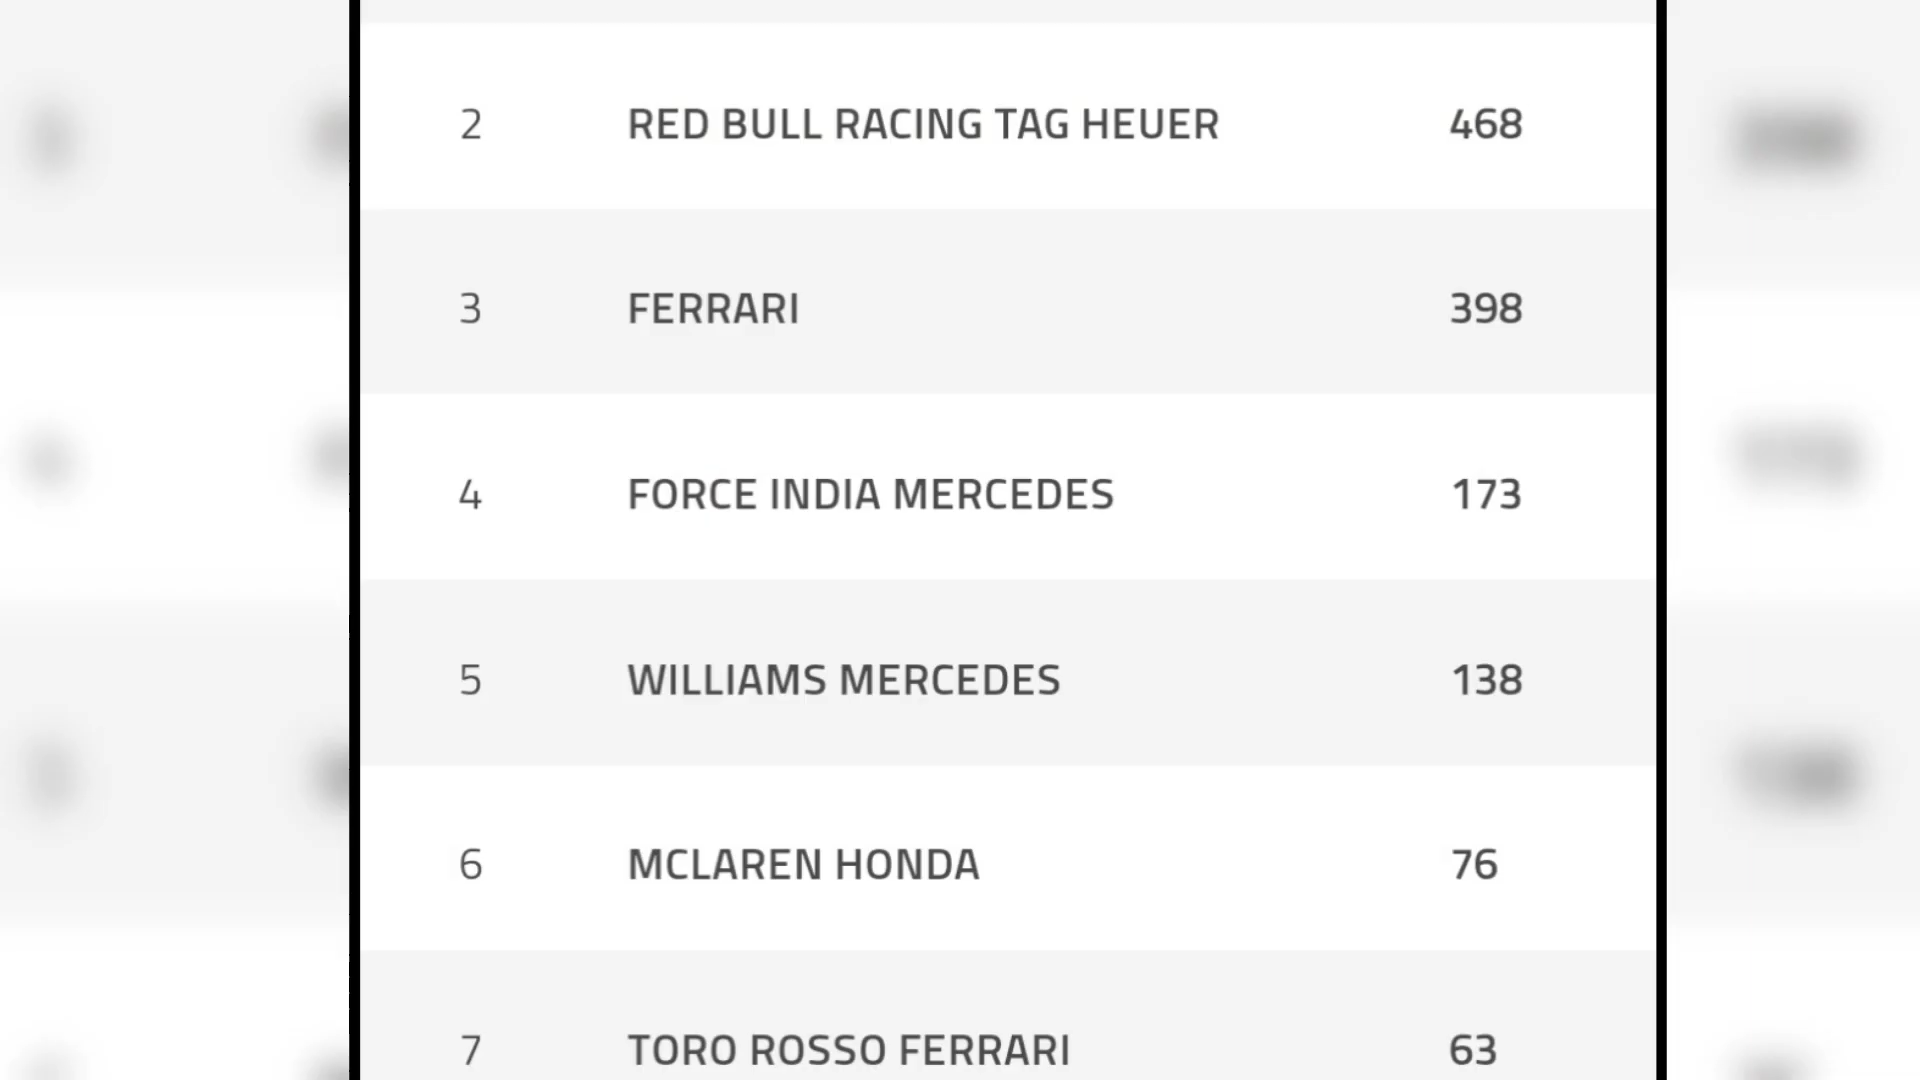 2 RED BULL RACING TAG HEUER 468
3 FERRARI 398
4 FORCE INDIA MERCEDES 173
5 WILLIAMS MERCEDES 138
6 MCLAREN HONDA 76
7 TORO ROSSO FERRARI 63